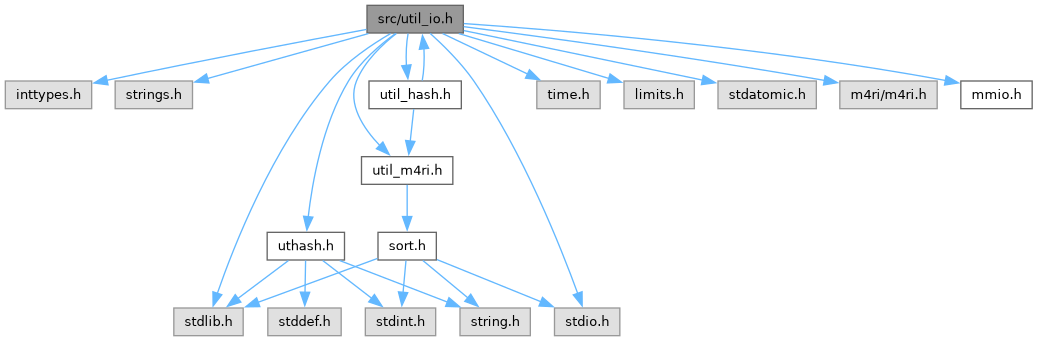 src/util_io.h
inttypes.h
strings.h
util_hash.h
time.h
limits.h
stdatomic.h
m4ri/m4ri.h
mmio.h
util_m4ri.h
uthash.h
sort.h
stdlib.h
stddef.h
stdint.h
string.h
stdio.h